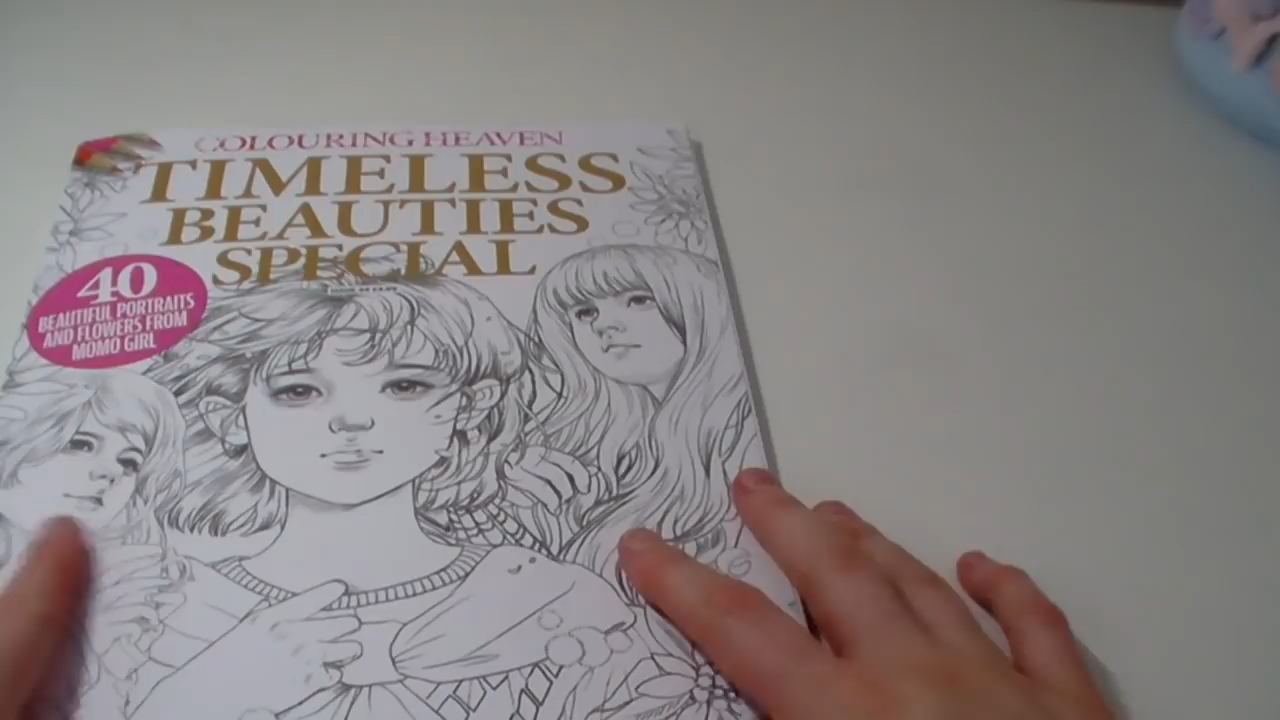 COLOURING HEAVEN
TIMELESS
BEAUTIES
SPECIAL
40
BEAUTIFUL PORTRAITS
AND FLOWERS FROM
MOMO GIRL